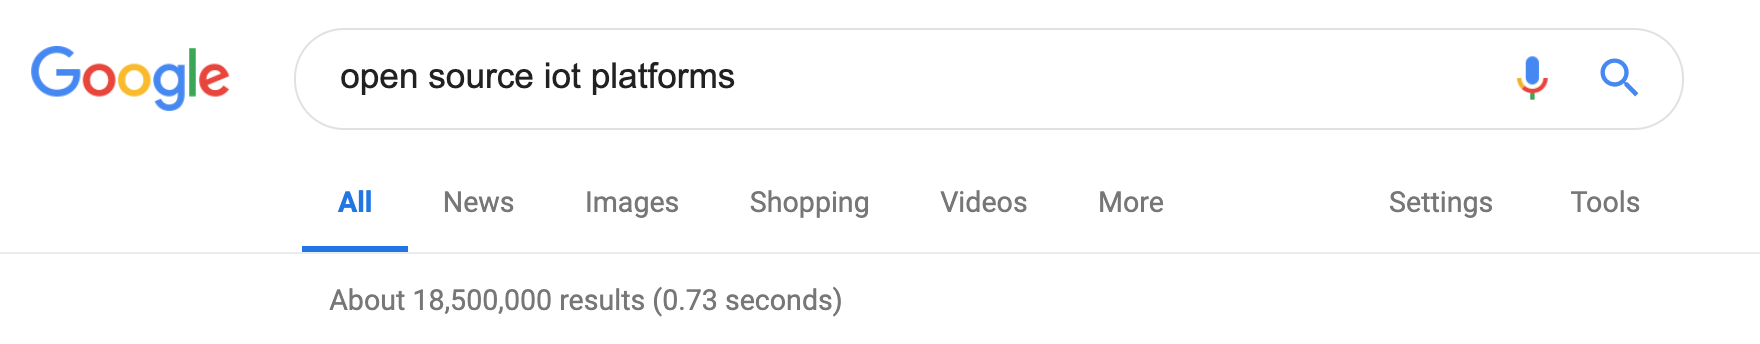 Google
open source iot platforms
All News Images Shopping Videos More Settings Tools
About 18,500,000 results (0.73 seconds)